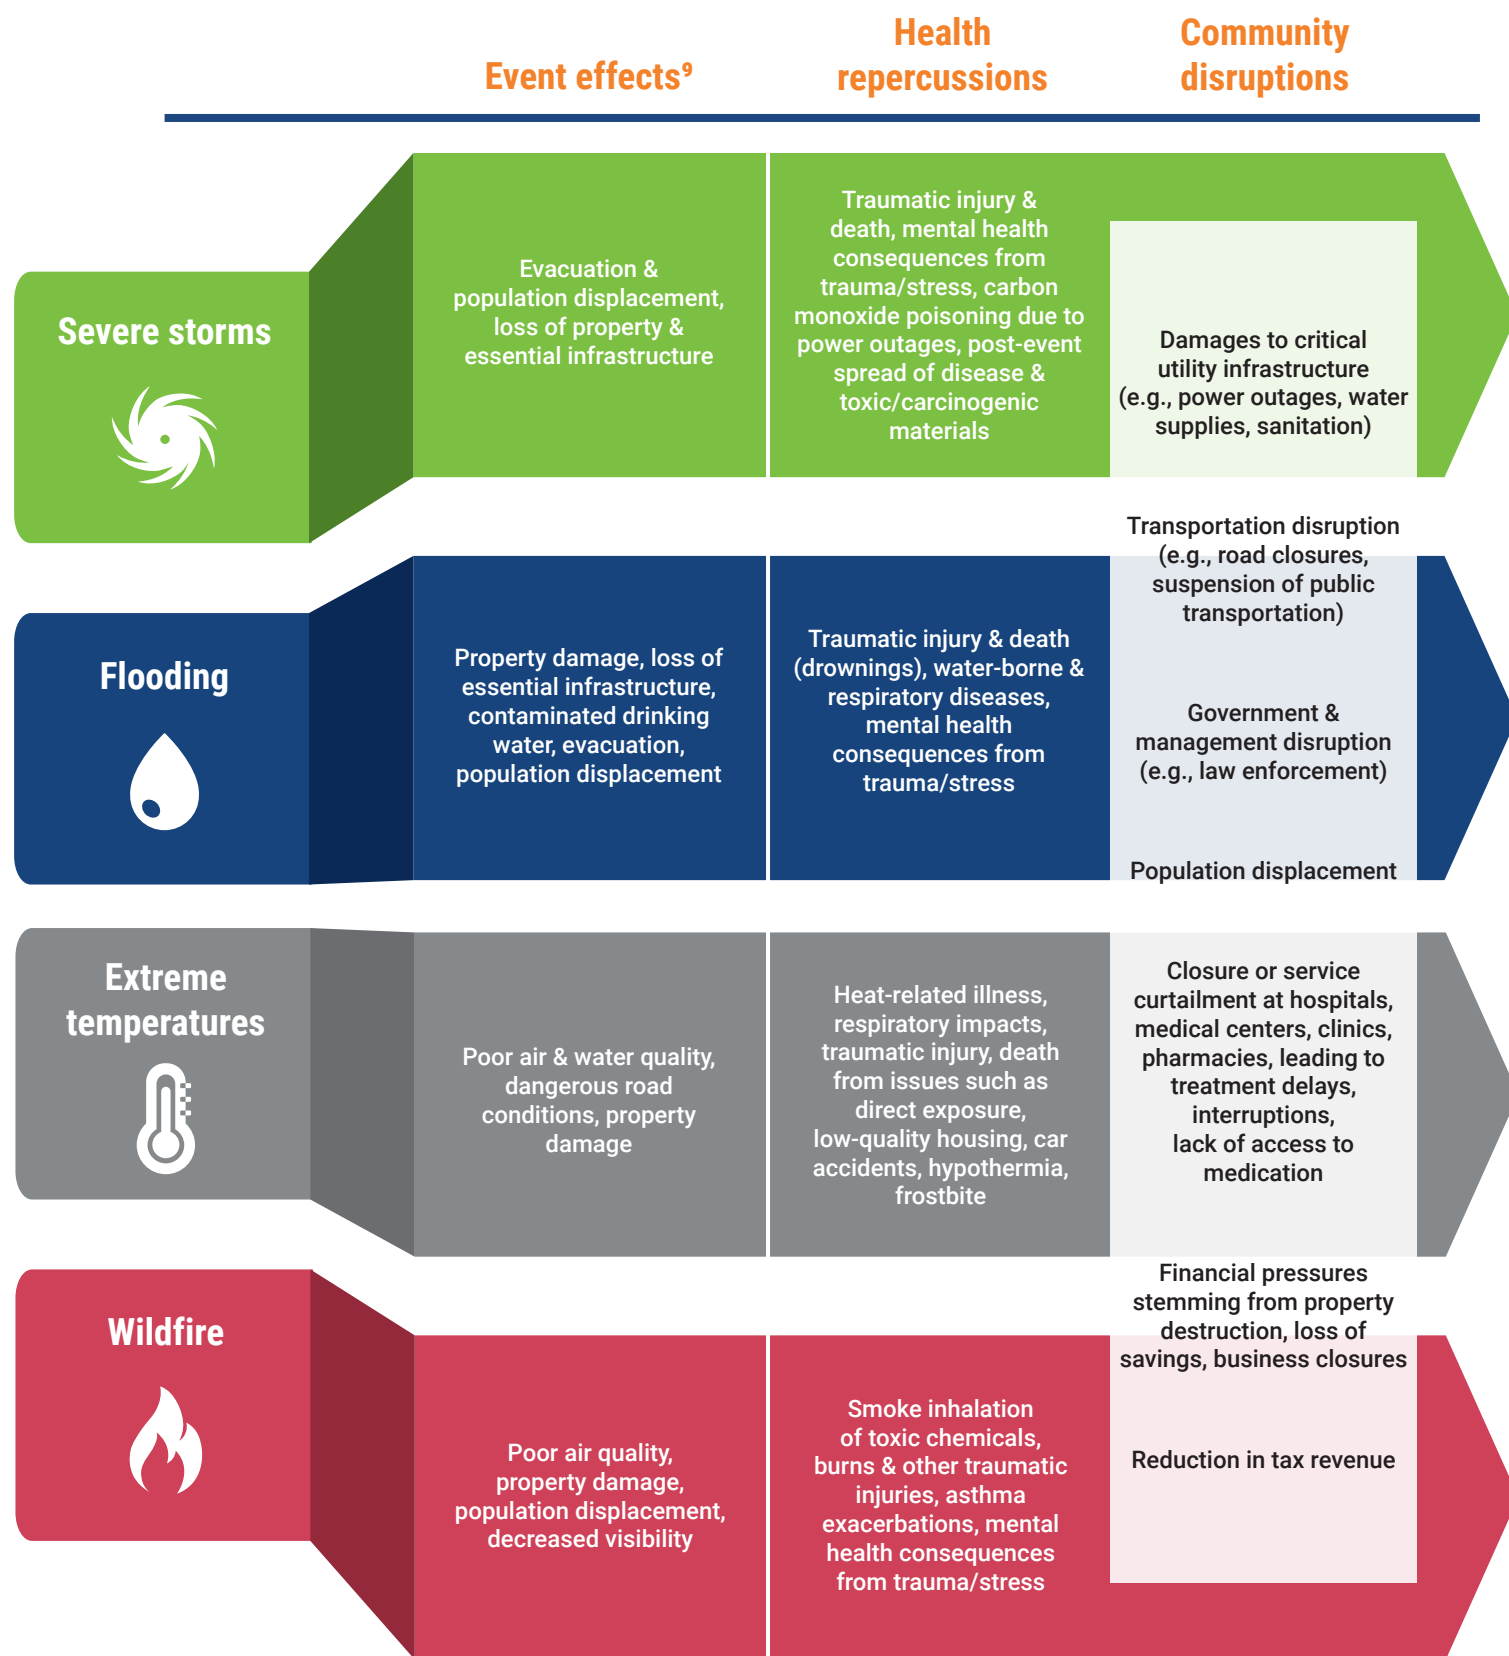 Event effects⁹
Health
repercussions
Community
disruptions
Severe storms
Evacuation &
population displacement,
loss of property &
essential infrastructure
Traumatic injury &
death, mental health
consequences from
trauma/stress, carbon
monoxide poisoning due to
power outages, post-event
spread of disease &
toxic/carcinogenic
materials
Flooding
Property damage, loss of
essential infrastructure,
contaminated drinking
water, evacuation,
population displacement
Traumatic injury & death
(drownings), water-borne &
respiratory diseases,
mental health
consequences from
trauma/stress
Extreme
temperatures
Poor air & water quality,
dangerous road
conditions, property
damage
Heat-related illness,
respiratory impacts,
traumatic injury, death
from issues such as
direct exposure,
low-quality housing, car
accidents, hypothermia,
frostbite
Wildfire
Poor air quality,
property damage,
population displacement,
decreased visibility
Smoke inhalation
of toxic chemicals,
burns & other traumatic
injuries, asthma
exacerbations, mental
health consequences
from trauma/stress
Damages to critical
utility infrastructure
(e.g., power outages, water
supplies, sanitation)
Transportation disruption
(e.g., road closures,
suspension of public
transportation)
Government &
management disruption
(e.g., law enforcement)
Population displacement
Closure or service
curtailment at hospitals,
medical centers, clinics,
pharmacies, leading to
treatment delays,
interruptions,
lack of access to
medication
Financial pressures
stemming from property
destruction, loss of
savings, business closures
Reduction in tax revenue